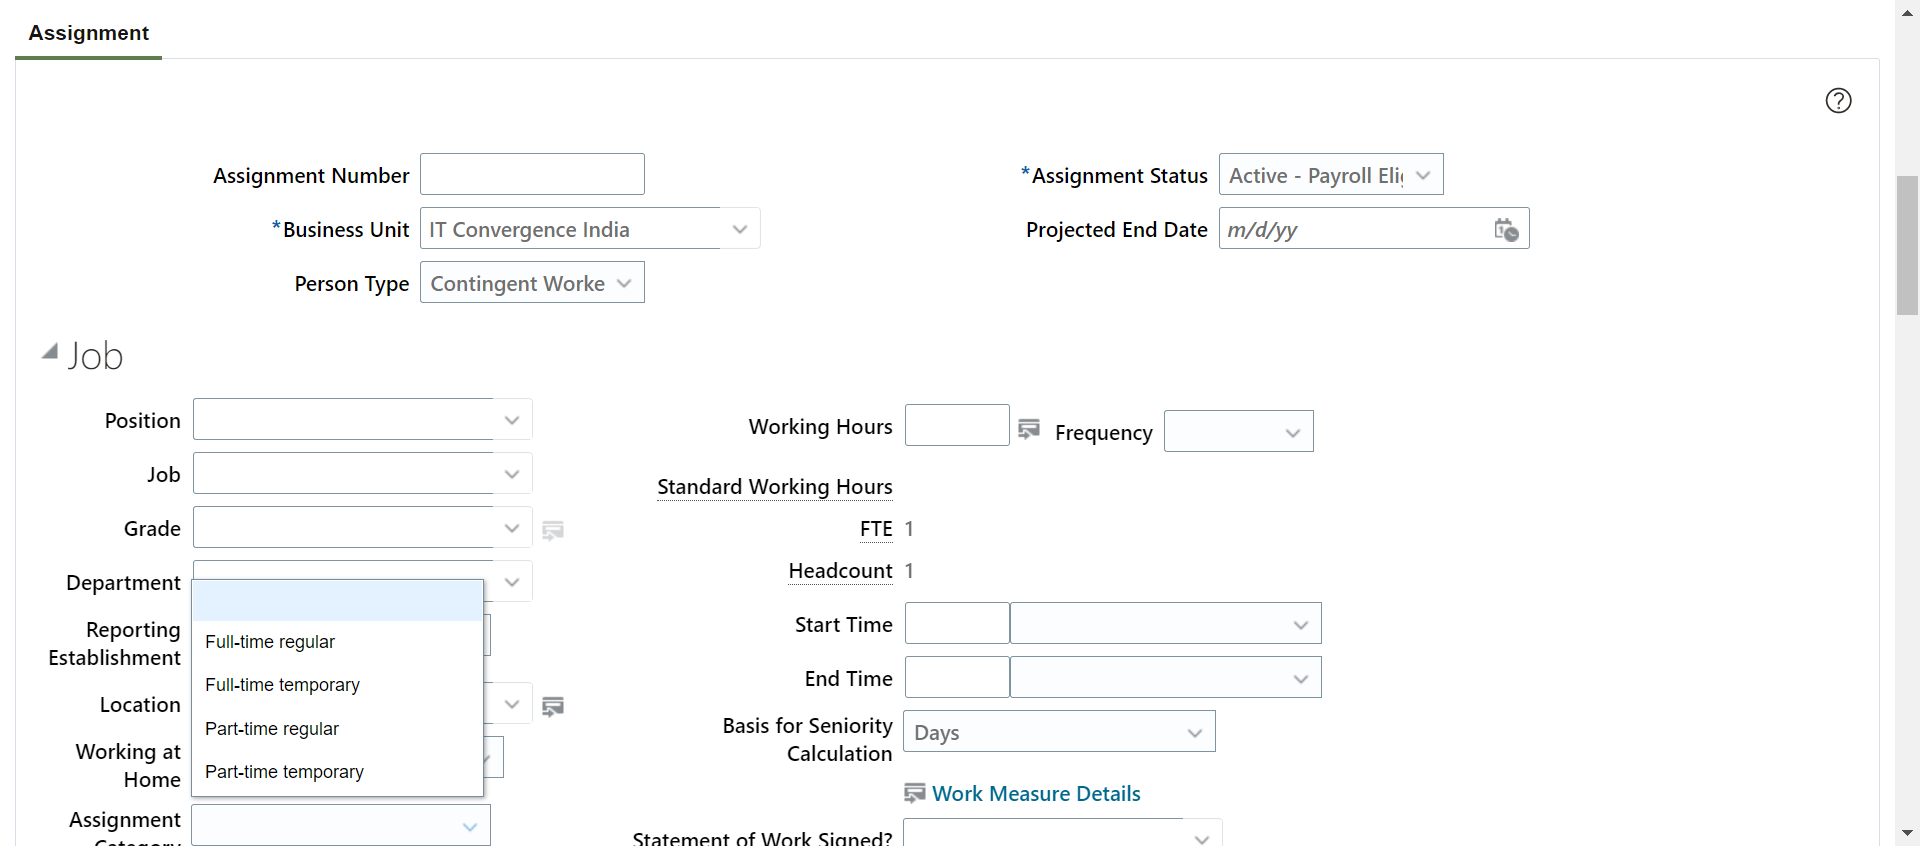 Assignment
Assignment Number
*Assignment Status Active - Payroll Elig
*Business Unit IT Convergence India
Projected End Date m/d/yy
Person Type Contingent Worke
Job
Position
Working Hours
Frequency
Job
Standard Working Hours
Grade
FTE 1
Department
Headcount 1
Reporting
Establishment
Full-time regular
Full-time temporary
Part-time regular
Part-time temporary
Start Time
End Time
Location
Basis for Seniority
Calculation
Days
Working at
Home
Work Measure Details
Assignment
Category
Statement of Work Signed?